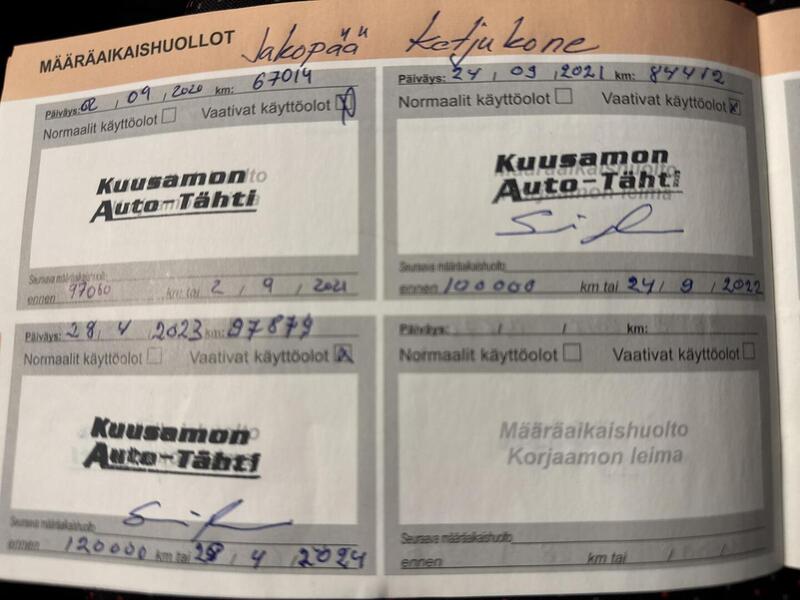 MÄÄRÄAIKAISHUOLLOT Jakopää ketjukone
Päiväys: 02 / 09 / 2020 km: 67014
Normaalit käyttöolot Vaativat käyttöolot X
Kuusamon
Auto-Tähti
Seuraava määräaikaishuolto
ennen 97060 km tai 2 / 9 / 2021
Päiväys: 24 / 09 / 2021 km: 84412
Normaalit käyttöolot Vaativat käyttöolot X
Määräaikaishuolto
Korjaamon leima
Kuusamon
Auto-Tähti
Seuraava määräaikaishuolto
ennen 100000 km tai 24 / 9 / 2022
Päiväys: 28 / 4 / 2023 km: 97879
Normaalit käyttöolot Vaativat käyttöolot X
Kuusamon
Auto-Tähti
Seuraava määräaikaishuolto
ennen 120000 km tai 28 / 4 / 2024
Päiväys: / / km:
Normaalit käyttöolot Vaativat käyttöolot
Määräaikaishuolto
Korjaamon leima
Seuraava määräaikaishuolto
ennen km tai / /